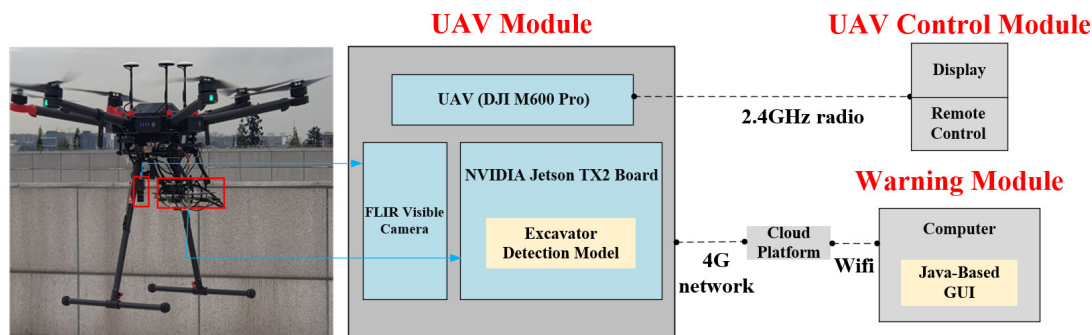 UAV Module
UAV Control Module
UAV (DJI M600 Pro)
2.4GHz radio
Display
Remote
Control
FLIR Visible
Camera
NVIDIA Jetson TX2 Board
Excavator
Detection Model
4G
network
Cloud
Platform
Wifi
Warning Module
Computer
Java-Based
GUI